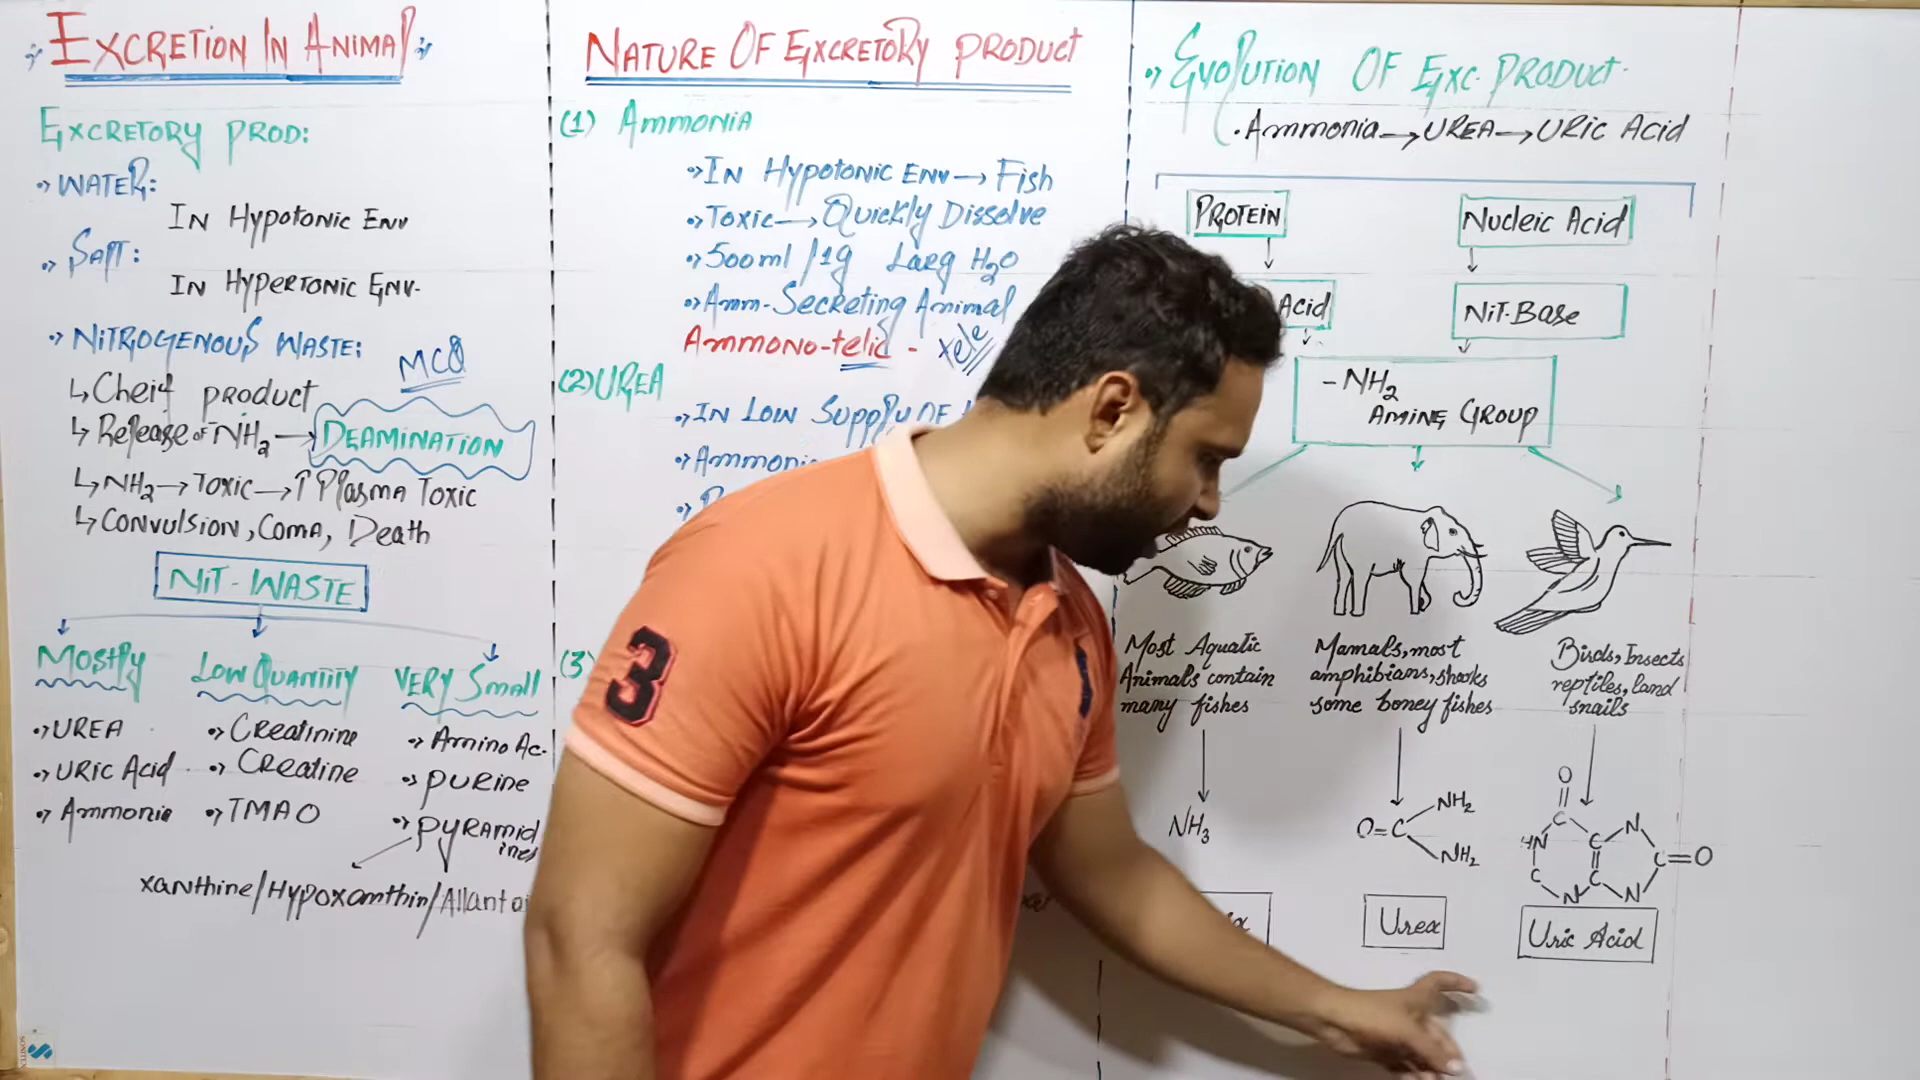 EXCRETION IN ANIMAL
EXCRETORY PROD:
WATER:
IN HYPOTONIC ENV
SALT:
IN HYPERTONIC ENV.
NITROGENOUS WASTE:
MCQ
Cheif product
Release of NH2 → DEAMINATION
NH2 → TOXIC → ↑ PLASMA TOXIC
CONVULSION, COMA, Death
NIT-WASTE
MOSTLY
UREA
URIC Acid
Ammonia
LOW QUANTITY
Creatinine
Creatine
TMAO
VERY SMALL
Amino Ac.
PURINE
PYRAMID
ines
xanthine/Hypoxanthin/Allantoi
NATURE OF EXCRETORY PRODUCT
(1) AMMONIA
IN HYPOTONIC ENV → Fish
TOXIC → Quickly Dissolve
500ml/1g Larg H2O
Amm-Secreting Animal
Ammono-telic -
(2) UREA
IN LOW SUPPLY OF
(3)
EVOLUTION OF EXC. PRODUCT.
Ammonia → UREA → URIC Acid
PROTEIN
Acid
Nucleic Acid
NIT-Base
-NH2
AMINE GROUP
Most Aquatic
Animals contain
many fishes
NH3
Mamals, most
amphibians, sharks
some boney fishes
O=C
NH2
NH2
Urea
Birds, Insects
reptiles, land
snails
O
C
HN
C
N
C
C
N
C=O
N
Uric Acid
3